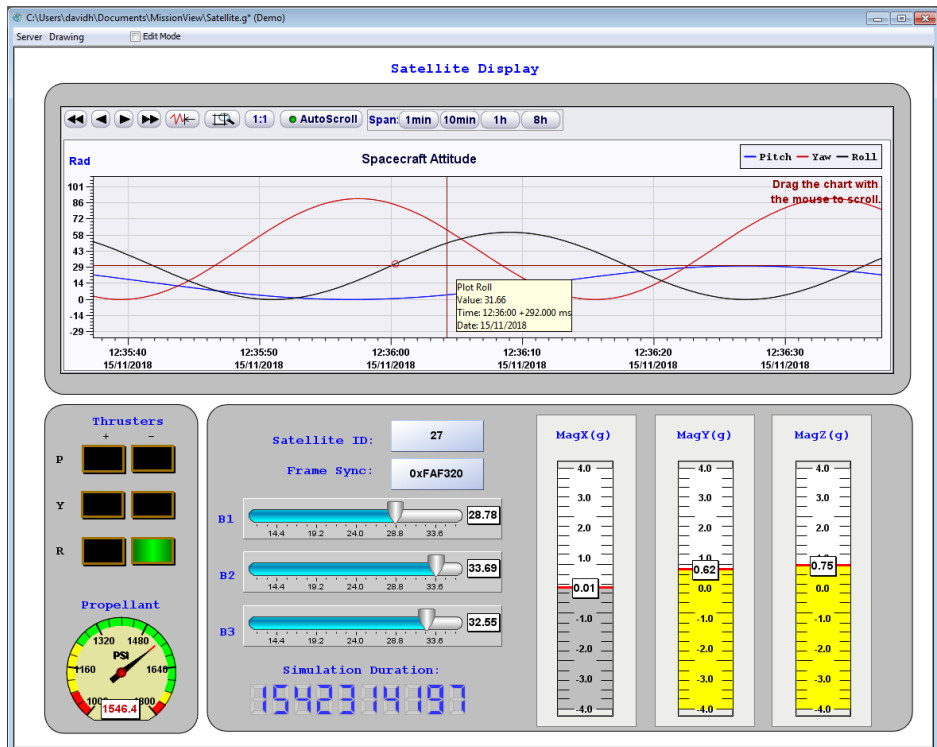 C:\Users\davidh\Documents\MissionView\Satellite.g* (Demo)
Server Drawing Edit Mode
Satellite Display
1:1 AutoScroll Span: 1min 10min 1h 8h
Rad Spacecraft Attitude Pitch Yaw Roll
Drag the chart with
the mouse to scroll.
101
86
72
58
43
29
14
0
-14
-29
Plot Roll
Value: 31.66
Time: 12:36:00 +292.000 ms
Date: 15/11/2018
12:35:40 12:35:50 12:36:00 12:36:10 12:36:20 12:36:30
15/11/2018 15/11/2018 15/11/2018 15/11/2018 15/11/2018 15/11/2018
Thrusters
+ -
P
Y
R
Propellant
1320 1480
PSI
1160 1640
1000 1800
1546.4
Satellite ID: 27
Frame Sync: 0xFAF320
B1 28.78
14.4 19.2 24.0 28.8 33.6
B2 33.69
14.4 19.2 24.0 28.8 33.6
B3 32.55
14.4 19.2 24.0 28.8 33.6
Simulation Duration:
1542314197
MagX(g)
4.0
3.0
2.0
1.0
0.01
-1.0
-2.0
-3.0
-4.0
MagY(g)
4.0
3.0
2.0
1.0
0.62
0.0
-1.0
-2.0
-3.0
-4.0
MagZ(g)
4.0
3.0
2.0
1.0
0.75
0.0
-1.0
-2.0
-3.0
-4.0